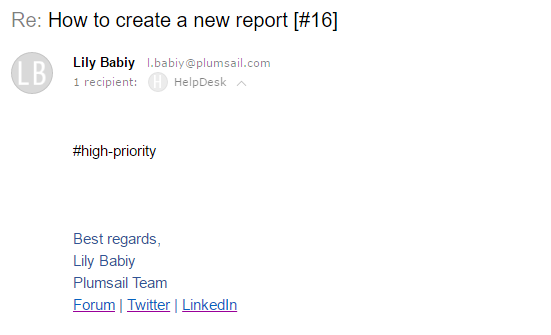 Re: How to create a new report [#16]
LB
Lily Babiy l.babiy@plumsail.com
1 recipient: H HelpDesk
#high-priority
Best regards,
Lily Babiy
Plumsail Team
Forum | Twitter | LinkedIn